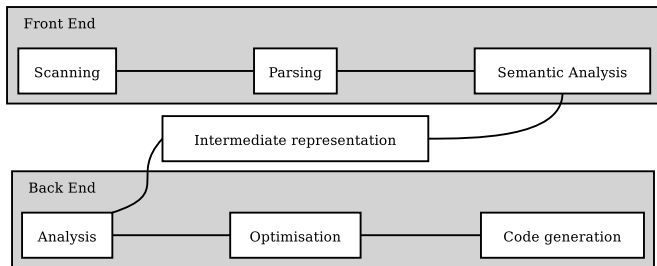 Front End
Scanning
Parsing
Semantic Analysis
Intermediate representation
Back End
Analysis
Optimisation
Code generation